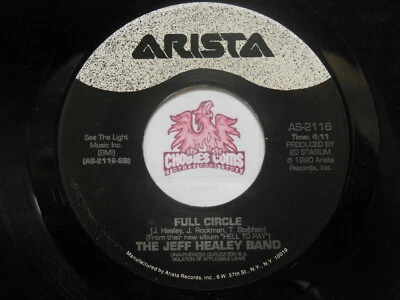 ARISTA
See The Light
Music Inc.
(BMI)
(AS-2116-SB)
AS-2116
Time: 4:11
PRODUCED BY
ED STASIUM
℗ 1990 Arista
Records, Inc.
CHOBIES COINS
FULL CIRCLE
[J. Healey, J. Rockman, T. Stephen]
(From their new album "HELL TO PAY")
THE JEFF HEALEY BAND
UNAUTHORIZED DUPLICATION IS A
VIOLATION OF APPLICABLE LAWS
Manufactured by Arista Records, Inc., 6 W. 57th St., N.Y., N.Y. 10019